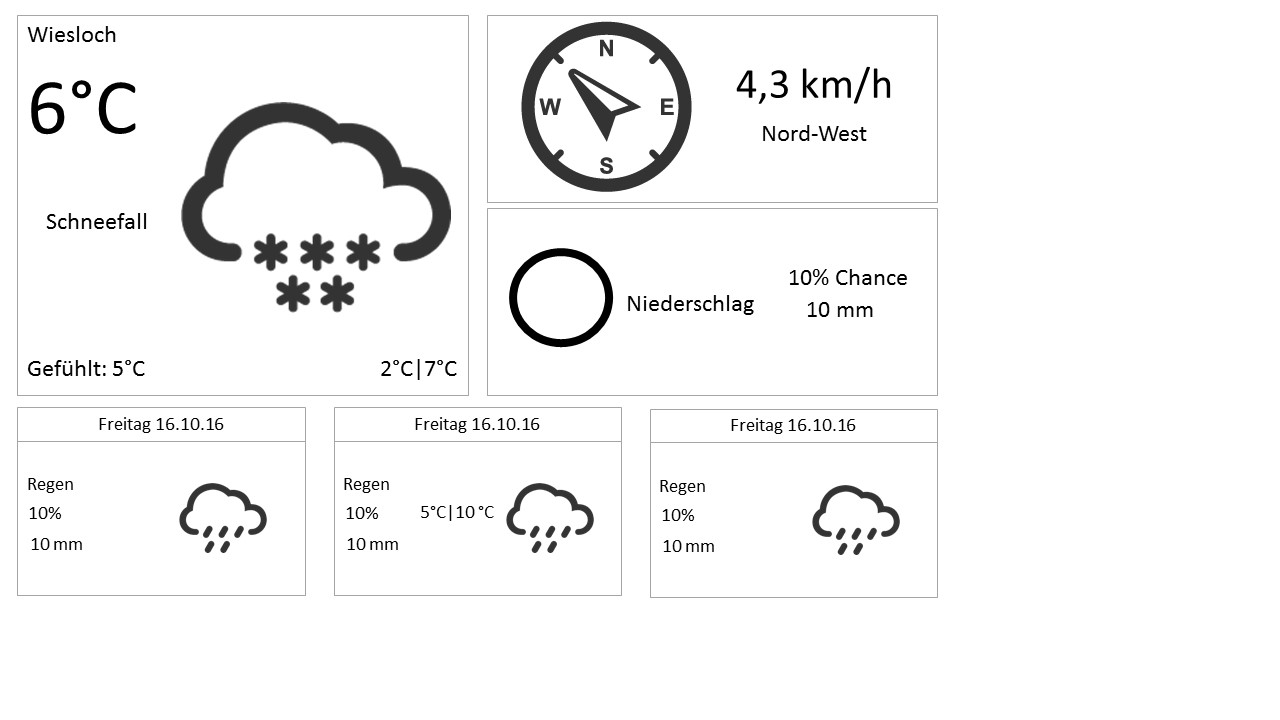 Wiesloch
6°C
Schneefall
Gefühlt: 5°C
2°C|7°C
N
W
E
S
4,3 km/h
Nord-West
Niederschlag
10% Chance
10 mm
Freitag 16.10.16
Regen
10%
10 mm
Freitag 16.10.16
Regen
10%
5°C|10 °C
10 mm
Freitag 16.10.16
Regen
10%
10 mm